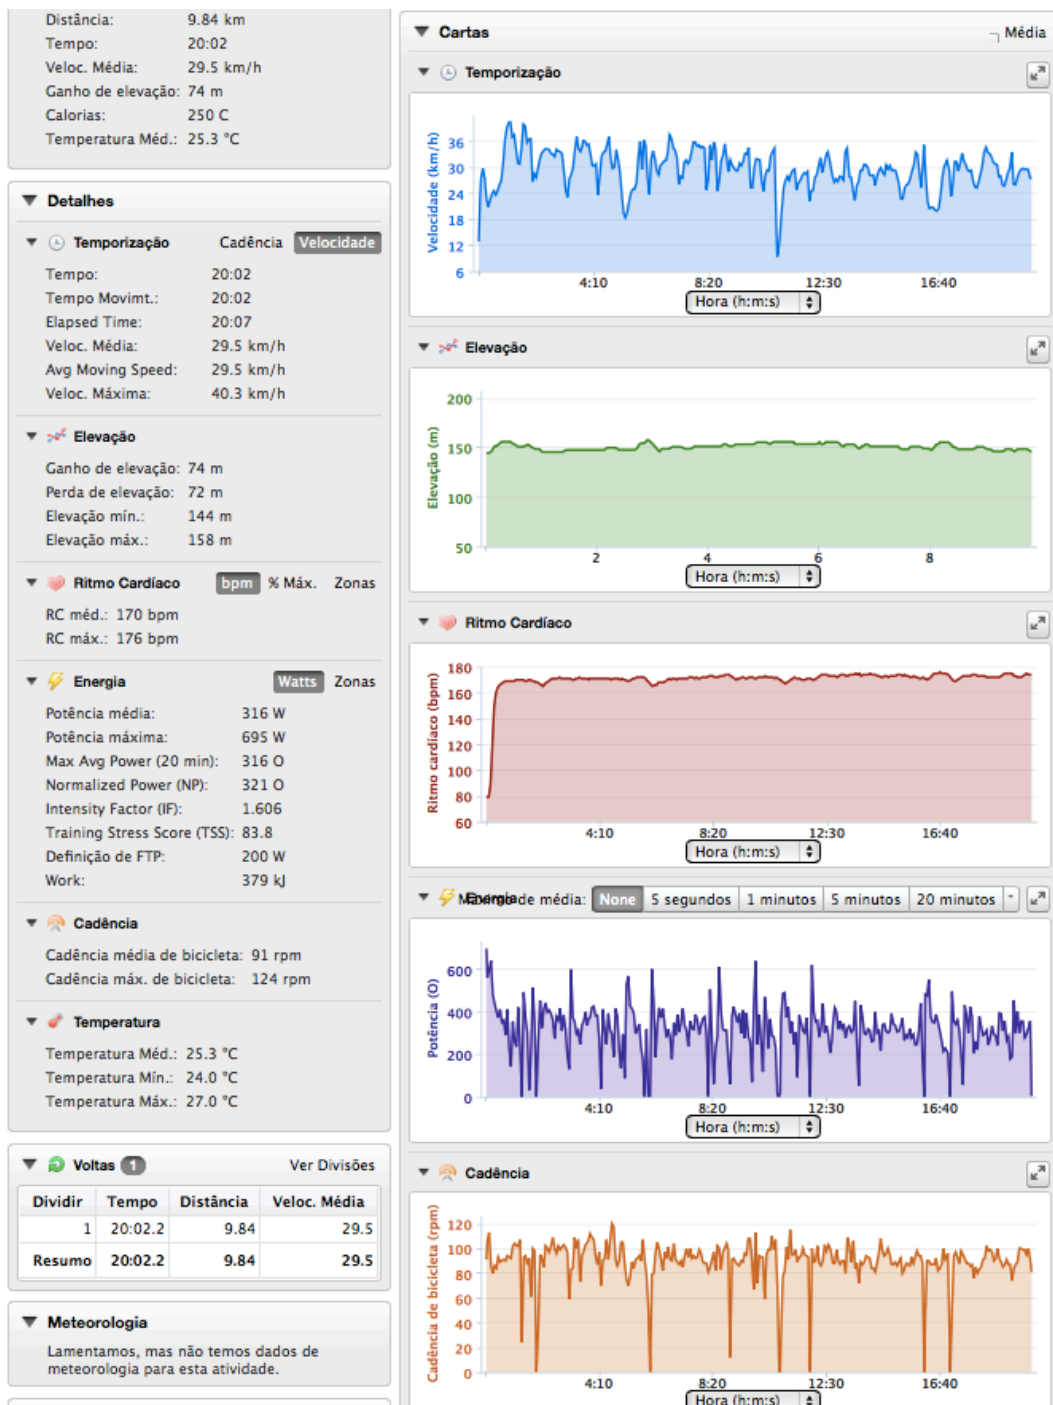 Distância: 9.84 km
Tempo: 20:02
Veloc. Média: 29.5 km/h
Ganho de elevação: 74 m
Calorias: 250 C
Temperatura Méd.: 25.3 °C
Detalhes
Temporização Cadência Velocidade
Tempo: 20:02
Tempo Movimt.: 20:02
Elapsed Time: 20:07
Veloc. Média: 29.5 km/h
Avg Moving Speed: 29.5 km/h
Veloc. Máxima: 40.3 km/h
Elevação
Ganho de elevação: 74 m
Perda de elevação: 72 m
Elevação mín.: 144 m
Elevação máx.: 158 m
Ritmo Cardíaco bpm % Máx. Zonas
RC méd.: 170 bpm
RC máx.: 176 bpm
Energia Watts Zonas
Potência média: 316 W
Potência máxima: 695 W
Max Avg Power (20 min): 316 O
Normalized Power (NP): 321 O
Intensity Factor (IF): 1.606
Training Stress Score (TSS): 83.8
Definição de FTP: 200 W
Work: 379 kJ
Cadência
Cadência média de bicicleta: 91 rpm
Cadência máx. de bicicleta: 124 rpm
Temperatura
Temperatura Méd.: 25.3 °C
Temperatura Mín.: 24.0 °C
Temperatura Máx.: 27.0 °C
Voltas 1 Ver Divisões
Dividir Tempo Distância Veloc. Média
1 20:02.2 9.84 29.5
Resumo 20:02.2 9.84 29.5
Meteorologia
Lamentamos, mas não temos dados de
meteorologia para esta atividade.
Cartas Média
Temporização
Velocidade (km/h)
36
30
24
18
12
6
4:10 8:20 12:30 16:40
Hora (h:m:s)
Elevação
Elevação (m)
200
150
100
50
2 4 6 8
Hora (h:m:s)
Ritmo Cardíaco
Ritmo cardíaco (bpm)
180
160
140
120
100
80
60
4:10 8:20 12:30 16:40
Hora (h:m:s)
Energia
Máximo de média: None 5 segundos 1 minutos 5 minutos 20 minutos
Potência (O)
600
400
200
0
4:10 8:20 12:30 16:40
Hora (h:m:s)
Cadência
Cadência de bicicleta (rpm)
120
100
80
60
40
20
0
4:10 8:20 12:30 16:40
Hora (h:m:s)